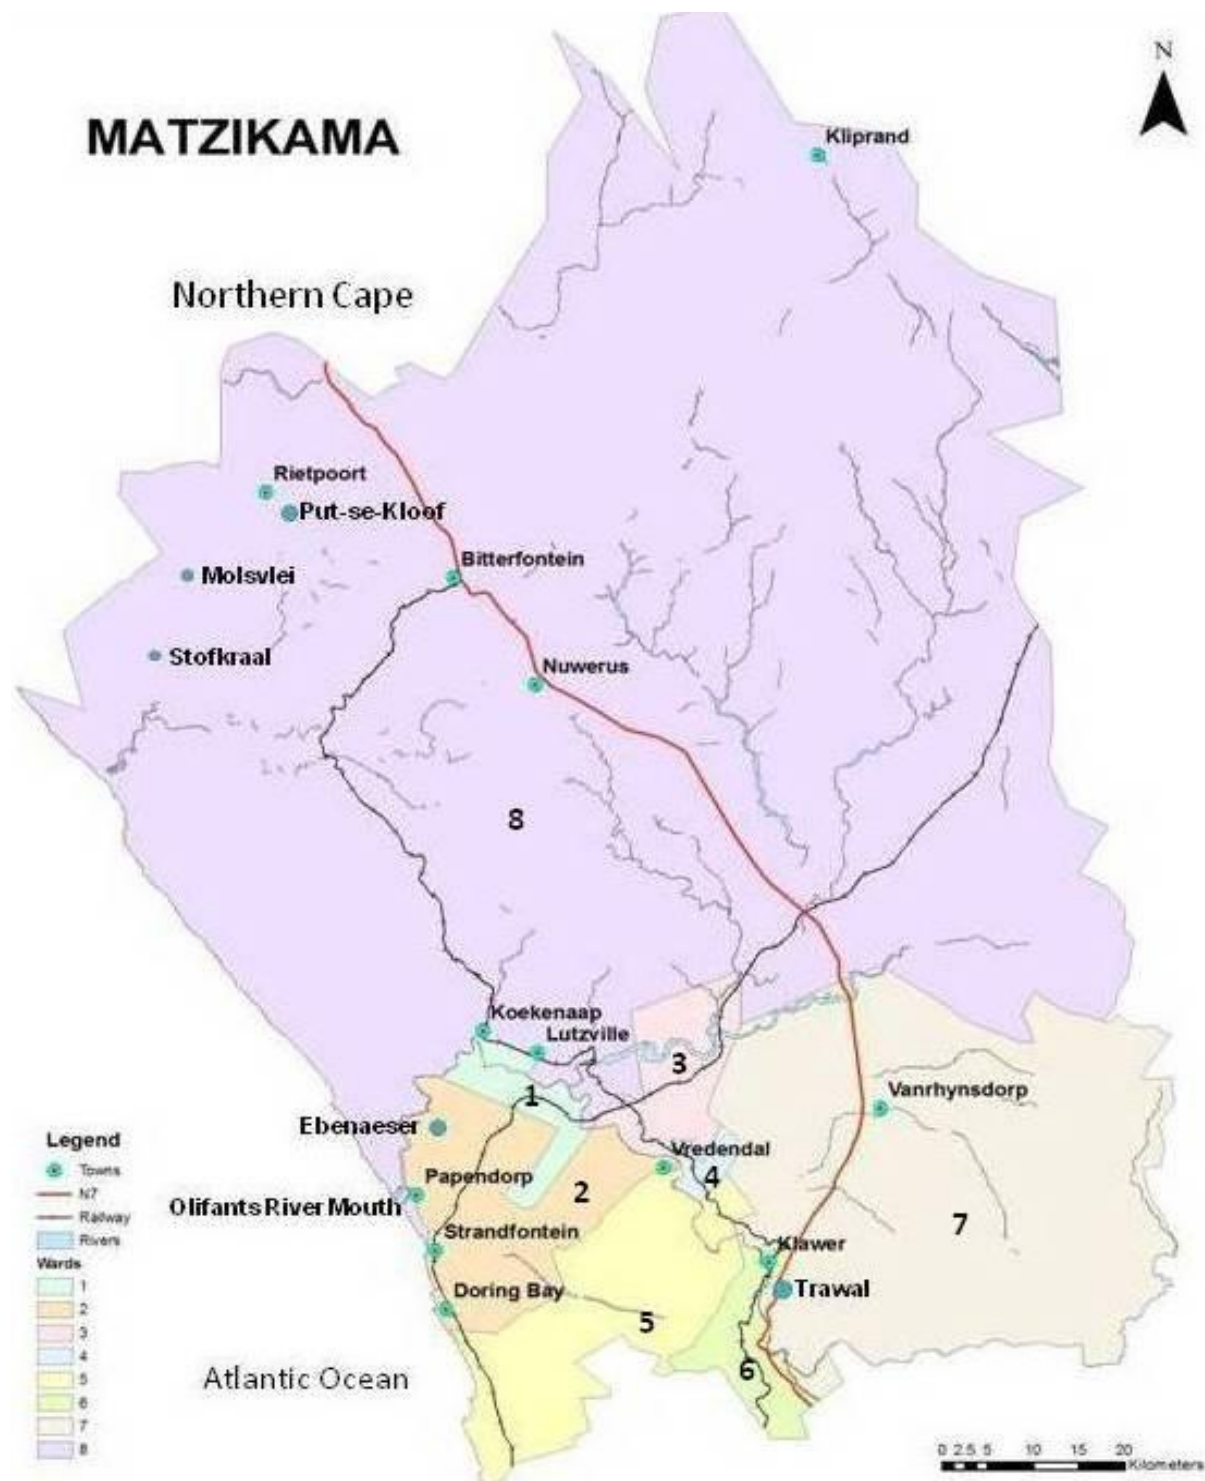 N
MATZIKAMA
Kliprand
Northern Cape
Rietpoort
Put-se-Kloof
Bitterfontein
Molsvlei
Stofkraal
Nuwerus
8
Koekenaap
Lutzville
3
1
Vanrhynsdorp
Ebenaeser
Vredendal
Papendorp
4
2
Olifants River Mouth
Strandfontein
7
Klawer
Doring Bay
Trawal
5
6
Atlantic Ocean
Legend
Towns
N7
Railway
Rivers
Wards
1
2
3
4
5
6
7
8
0 2.5 5 10 15 20
Kilometers